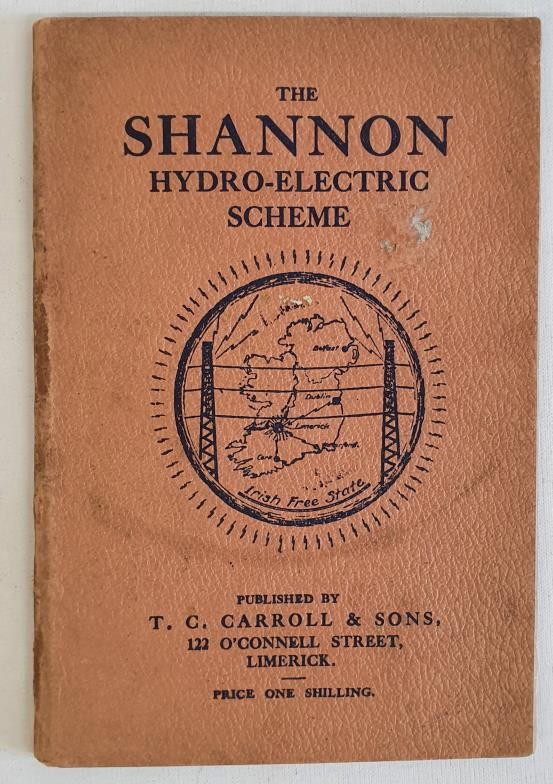 THE
SHANNON
HYDRO-ELECTRIC
SCHEME
Belfast
Dublin
Limerick
Cork
Irish Free State
PUBLISHED BY
T. C. CARROLL & SONS,
122 O'CONNELL STREET,
LIMERICK.
PRICE ONE SHILLING.